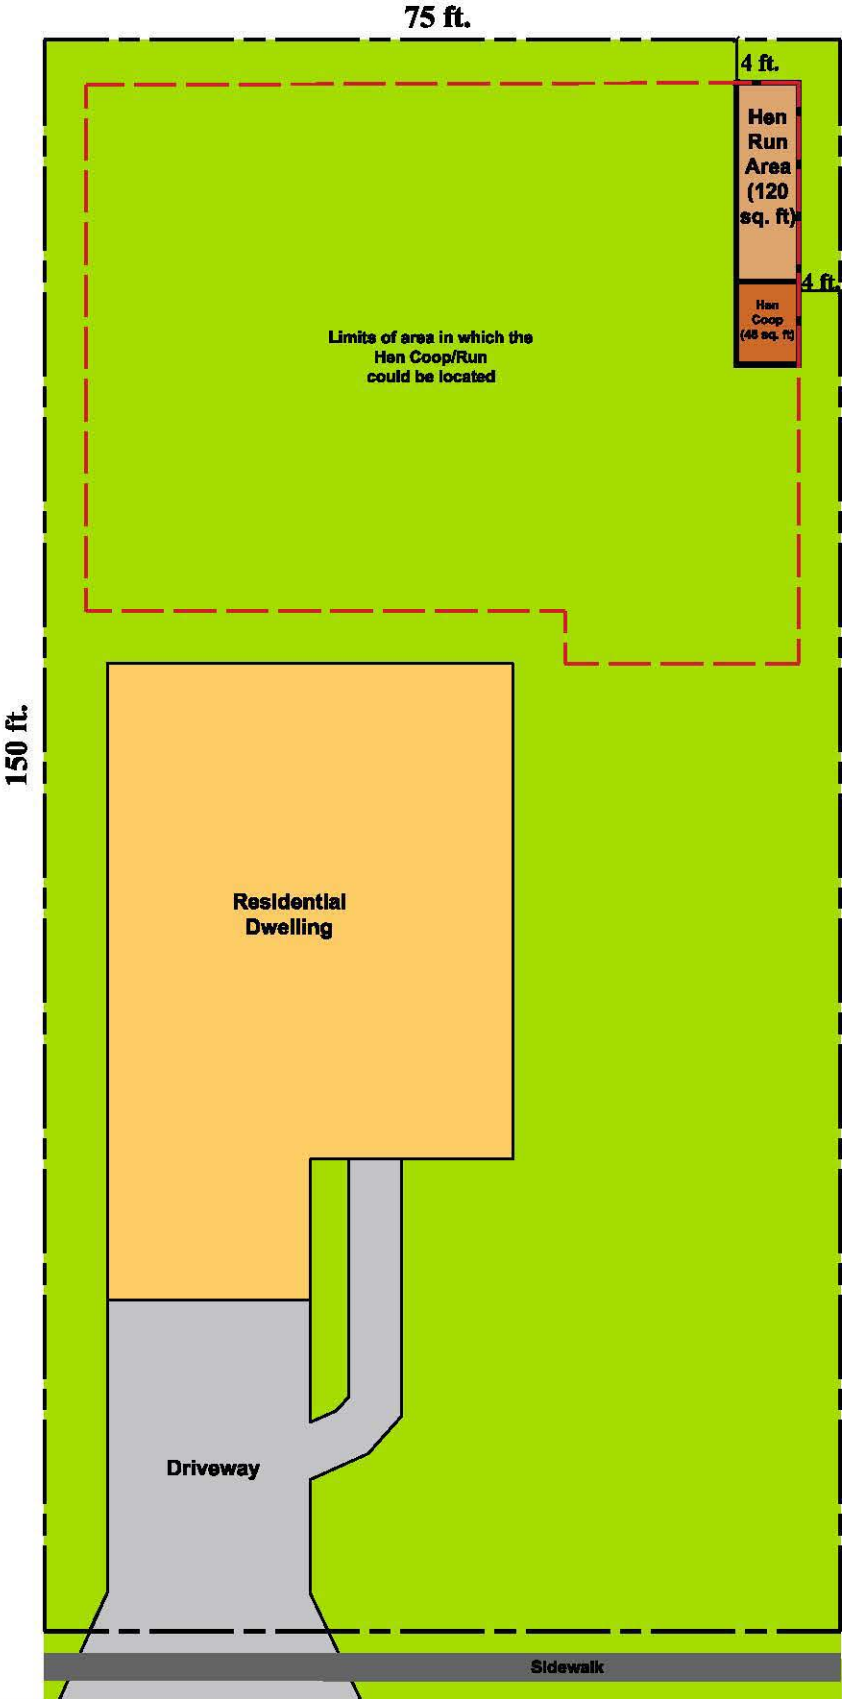 75 ft.
4 ft.
Hen
Run
Area
(120
sq. ft)
4 ft.
Hen
Coop
(48 sq. ft)
Limits of area in which the
Hen Coop/Run
could be located
150 ft.
Residential
Dwelling
Driveway
Sidewalk